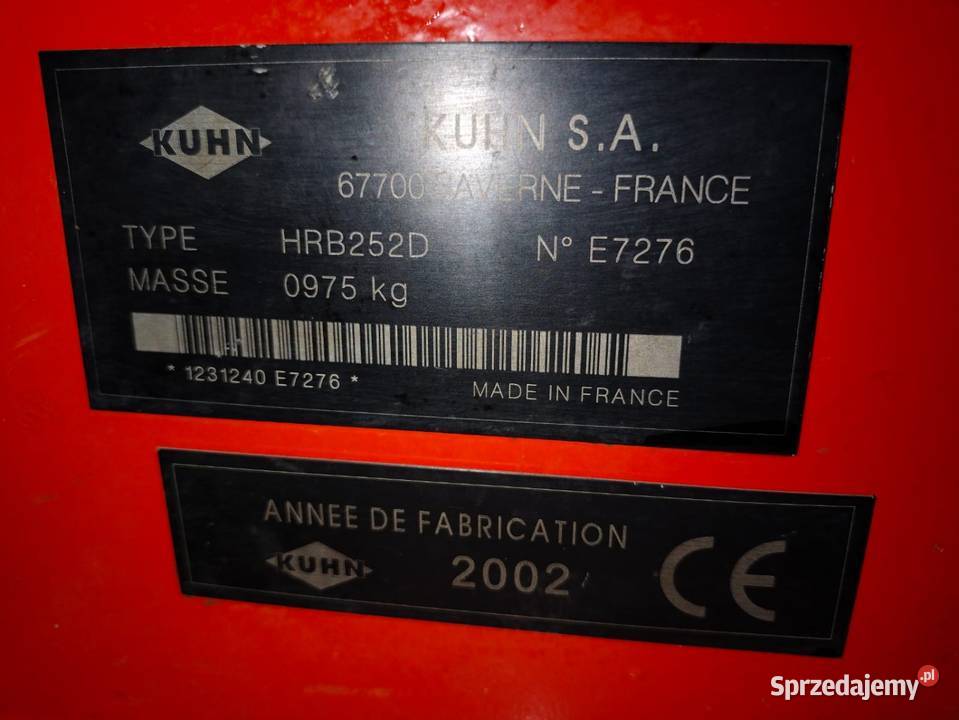 KUHN
KUHN S.A.
67700 SAVERNE - FRANCE
TYPE HRB252D N° E7276
MASSE 0975 kg
* 1231240 E7276 *
MADE IN FRANCE
ANNEE DE FABRICATION
KUHN
2002
CE
Sprzedajemy.pl